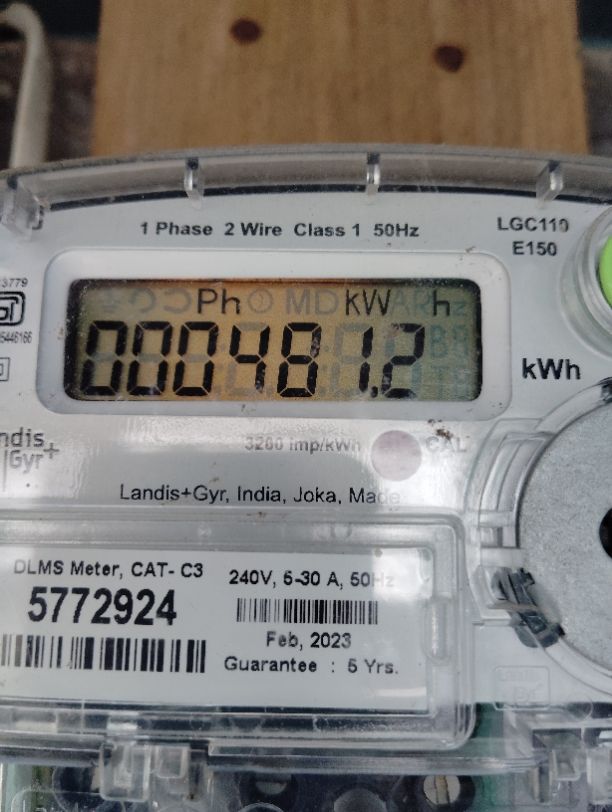 1 Phase 2 Wire Class 1 50Hz
LGC110
E150
Ph MD kW h
000481.2
kWh
3200 imp/kWh
CAL
Gyr+
Landis+Gyr, India, Joka, Made
DLMS Meter, CAT- C3
5772924
240V, 5-30 A, 50Hz
Feb, 2023
Guarantee : 5 Yrs.